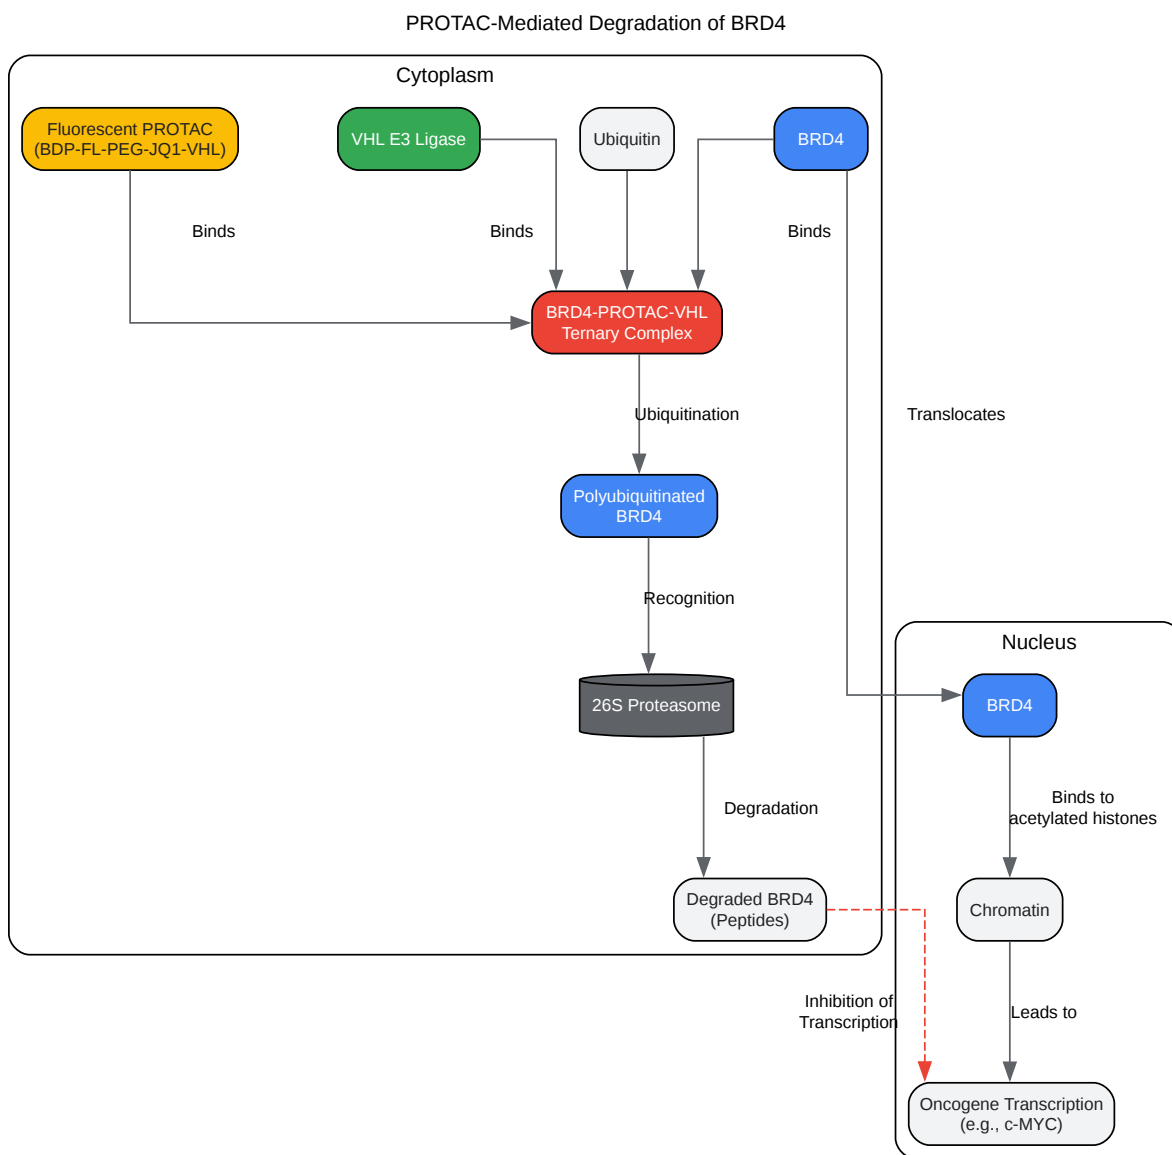 PROTAC-Mediated Degradation of BRD4
Cytoplasm
Fluorescent PROTAC
(BDP-FL-PEG-JQ1-VHL)
VHL E3 Ligase
Ubiquitin
BRD4
Binds
Binds
Binds
BRD4-PROTAC-VHL
Ternary Complex
Ubiquitination
Translocates
Polyubiquitinated
BRD4
Recognition
Nucleus
26S Proteasome
BRD4
Degradation
Binds to
acetylated histones
Degraded BRD4
(Peptides)
Chromatin
Inhibition of
Transcription
Leads to
Oncogene Transcription
(e.g., c-MYC)